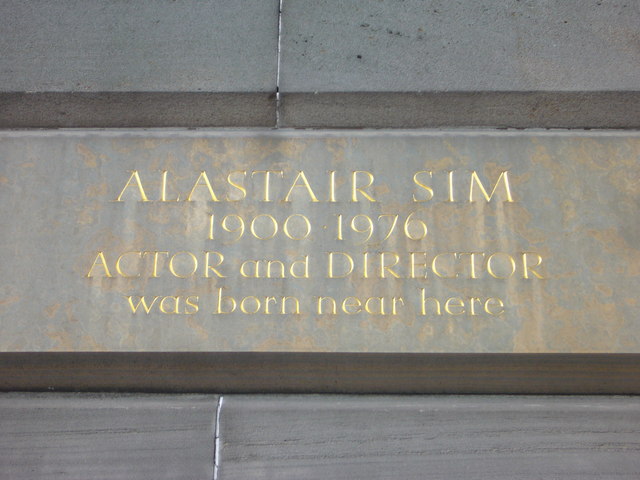 ALASTAIR SIM
1900 · 1976
ACTOR and DIRECTOR
was born near here